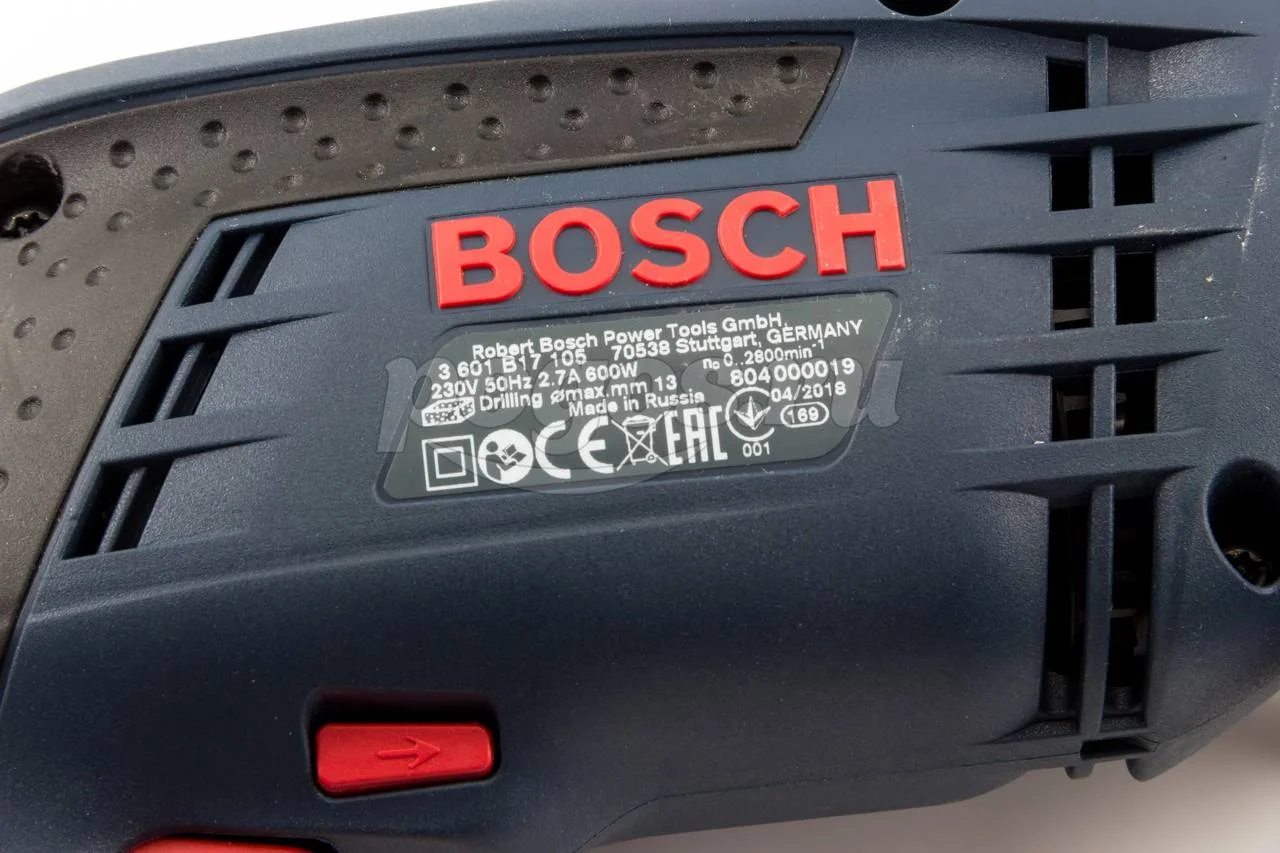 BOSCH
Robert Bosch Power Tools GmbH,
3 601 B17 105 70538 Stuttgart, GERMANY
230V 50Hz 2.7A 600W n₀ 0..2800min⁻¹
Drilling ømax.mm 13 804000019
Made in Russia 04/2018
CE EAC 001 169